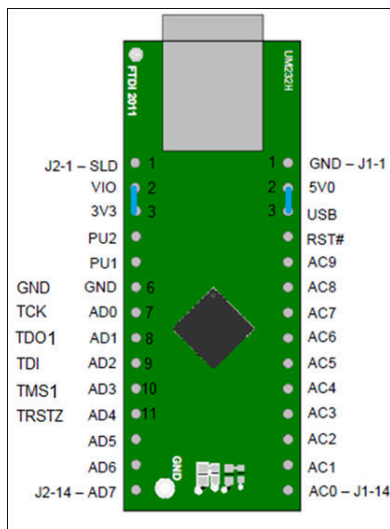 FTDI 2011
UM232H
J2-1 – SLD 1 1 GND – J1-1
VIO 2 2 5V0
3V3 3 3 USB
PU2 RST#
PU1 AC9
GND GND 6 AC8
TCK AD0 7 AC7
TDO1 AD1 8 AC6
TDI AD2 9 AC5
TMS1 AD3 10 AC4
TRSTZ AD4 11 AC3
AD5 AC2
AD6 AC1
GND
J2-14 – AD7 AC0 – J1-14